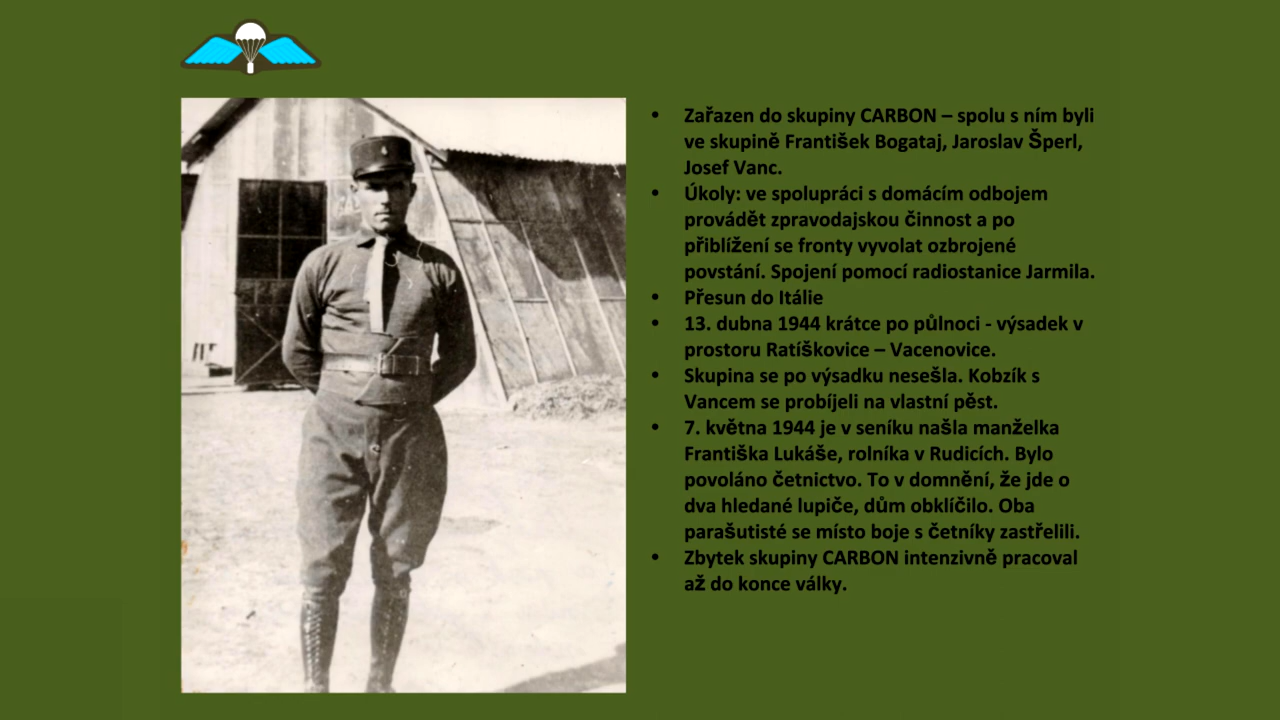 • Zařazen do skupiny CARBON – spolu s ním byli
ve skupině František Bogataj, Jaroslav Šperl,
Josef Vanc.
• Úkoly: ve spolupráci s domácím odbojem
provádět zpravodajskou činnost a po
přiblížení se fronty vyvolat ozbrojené
povstání. Spojení pomocí radiostanice Jarmila.
• Přesun do Itálie
• 13. dubna 1944 krátce po půlnoci - výsadek v
prostoru Ratíškovice – Vacenovice.
• Skupina se po výsadku nesešla. Kobzík s
Vancem se probíjeli na vlastní pěst.
• 7. května 1944 je v seníku našla manželka
Františka Lukáše, rolníka v Rudicích. Bylo
povoláno četnictvo. To v domnění, že jde o
dva hledané lupiče, dům obklíčilo. Oba
parašutisté se místo boje s četníky zastřelili.
• Zbytek skupiny CARBON intenzivně pracoval
až do konce války.